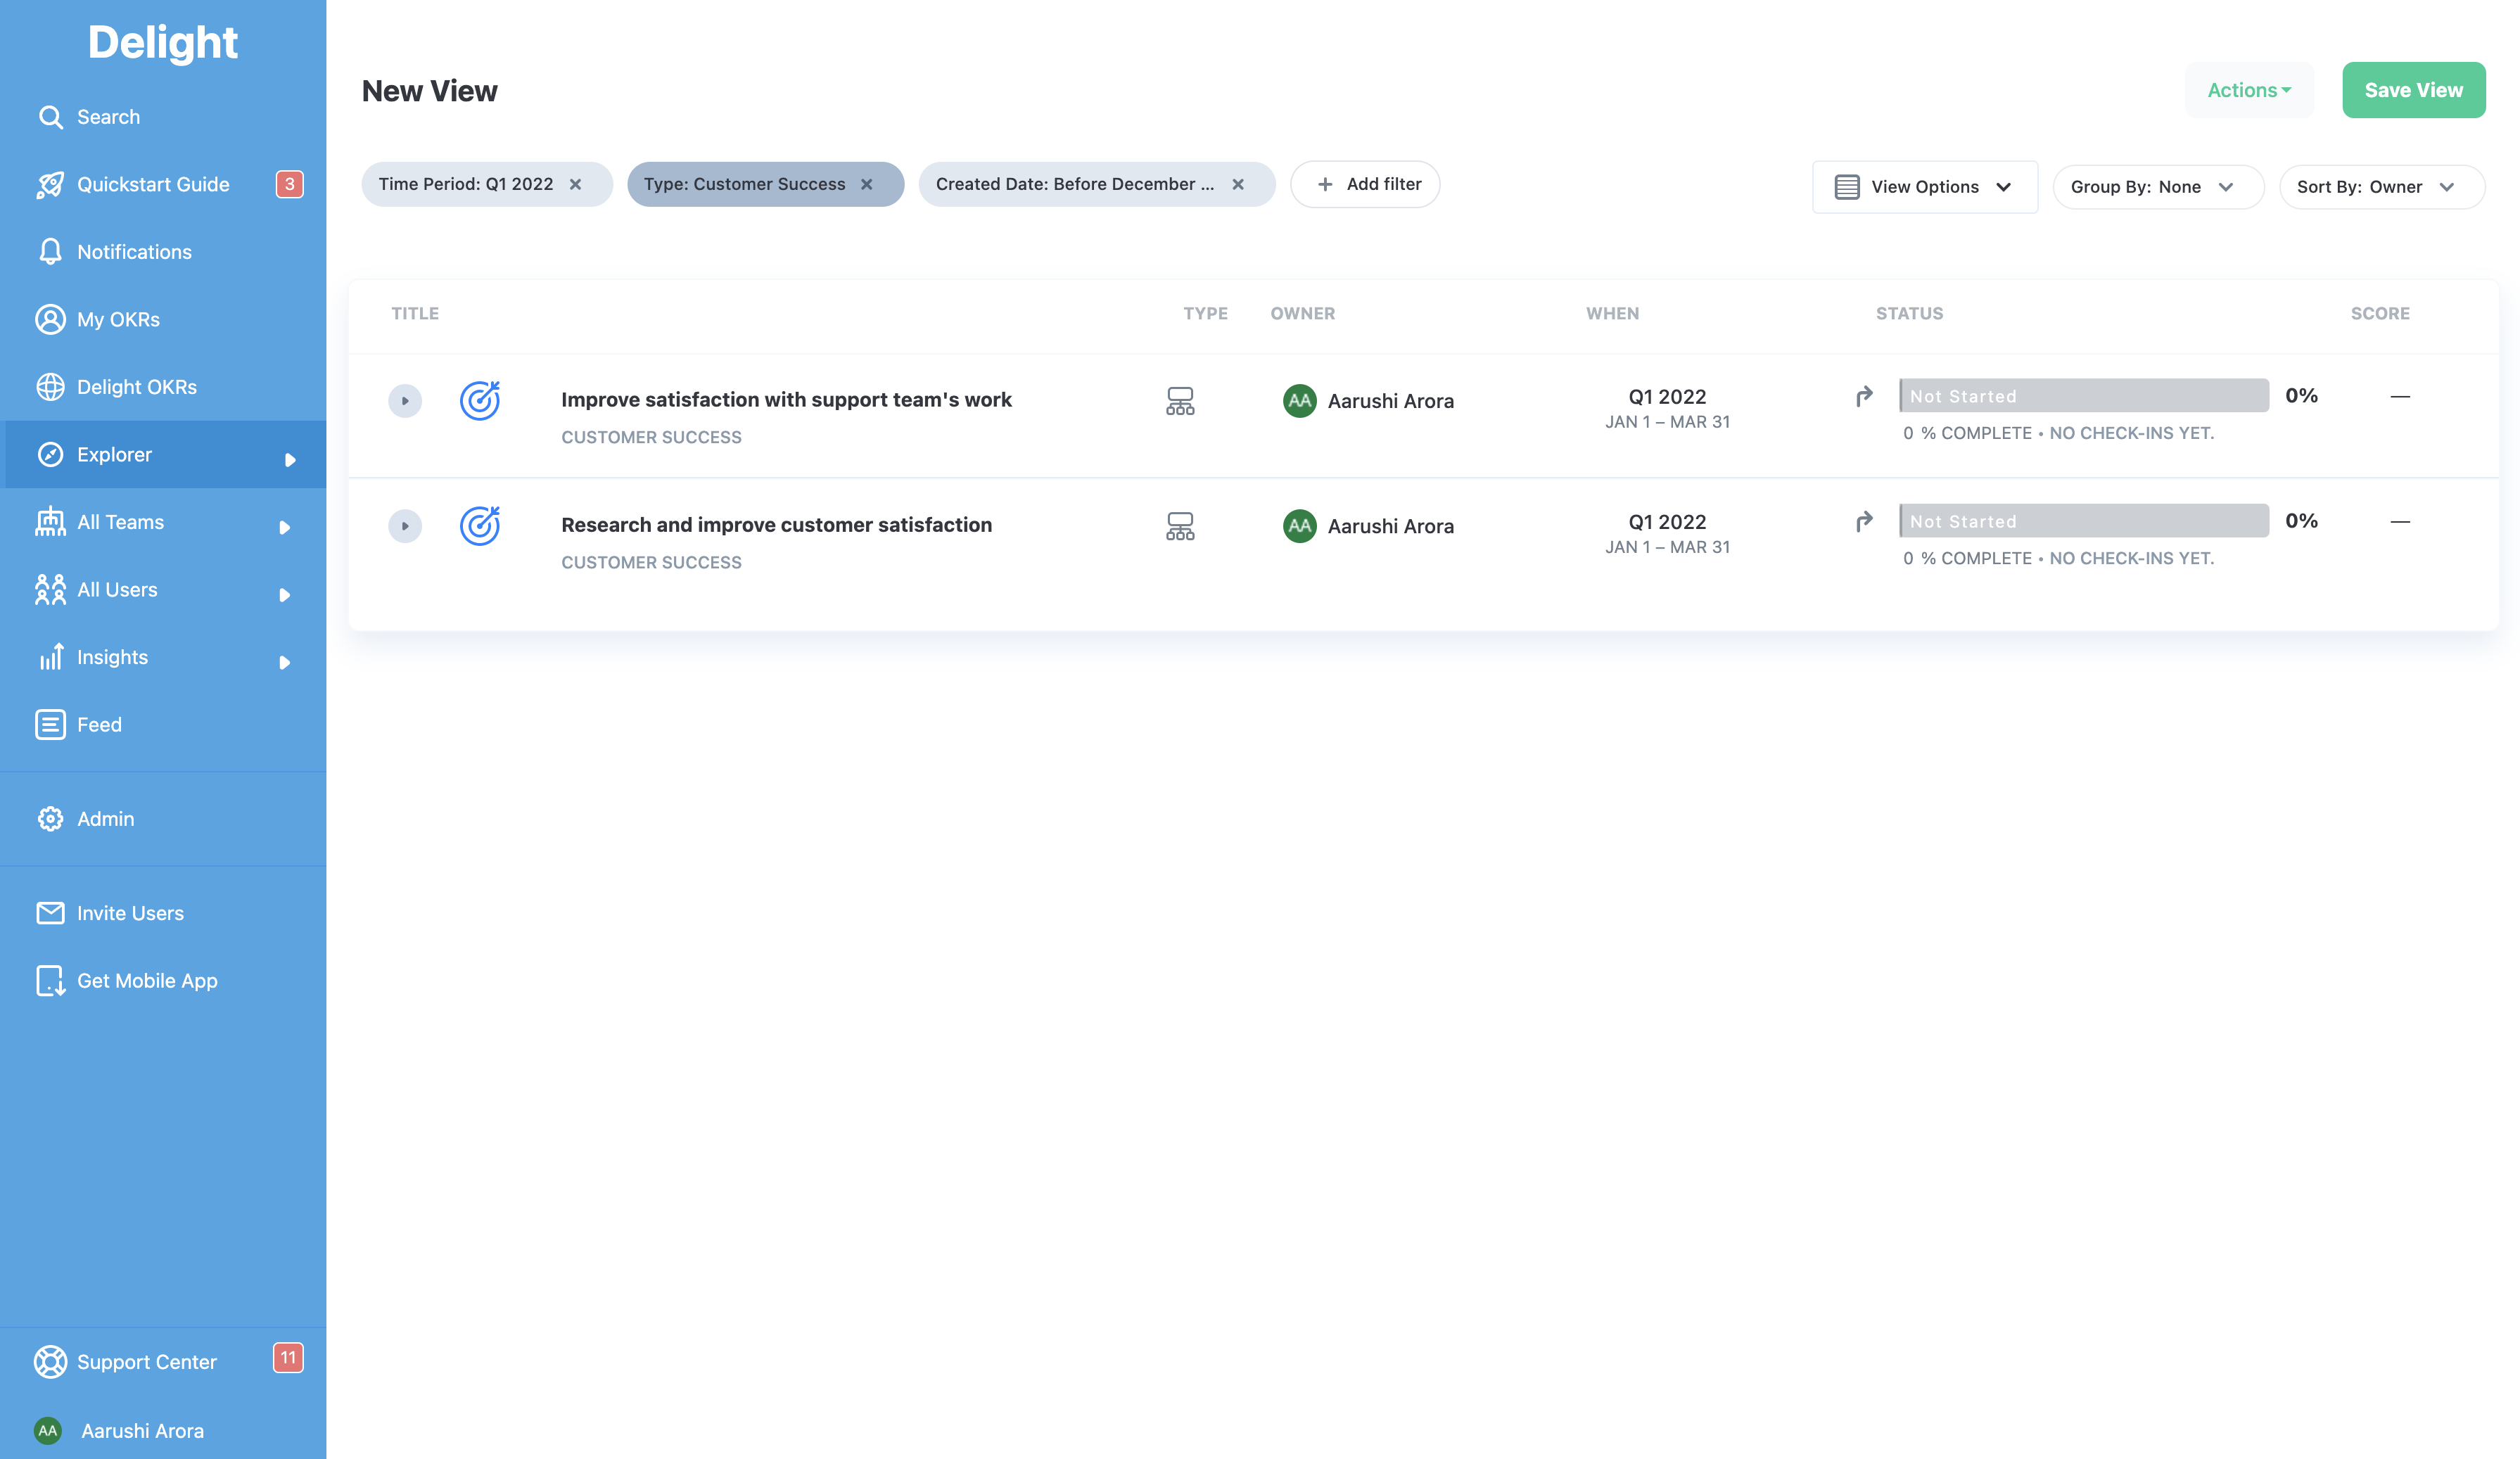 Delight
Search
Quickstart Guide 3
Notifications
My OKRs
Delight OKRs
Explorer
All Teams
All Users
Insights
Feed
Admin
Invite Users
Get Mobile App
Support Center 11
AA Aarushi Arora
New View
Actions
Save View
Time Period: Q1 2022 ×
Type: Customer Success ×
Created Date: Before December ... ×
+ Add filter
View Options
Group By: None
Sort By: Owner
TITLE TYPE OWNER WHEN STATUS SCORE
Improve satisfaction with support team's work AA Aarushi Arora Q1 2022 Not Started 0% —
CUSTOMER SUCCESS JAN 1 – MAR 31 0 % COMPLETE • NO CHECK-INS YET.
Research and improve customer satisfaction AA Aarushi Arora Q1 2022 Not Started 0% —
CUSTOMER SUCCESS JAN 1 – MAR 31 0 % COMPLETE • NO CHECK-INS YET.